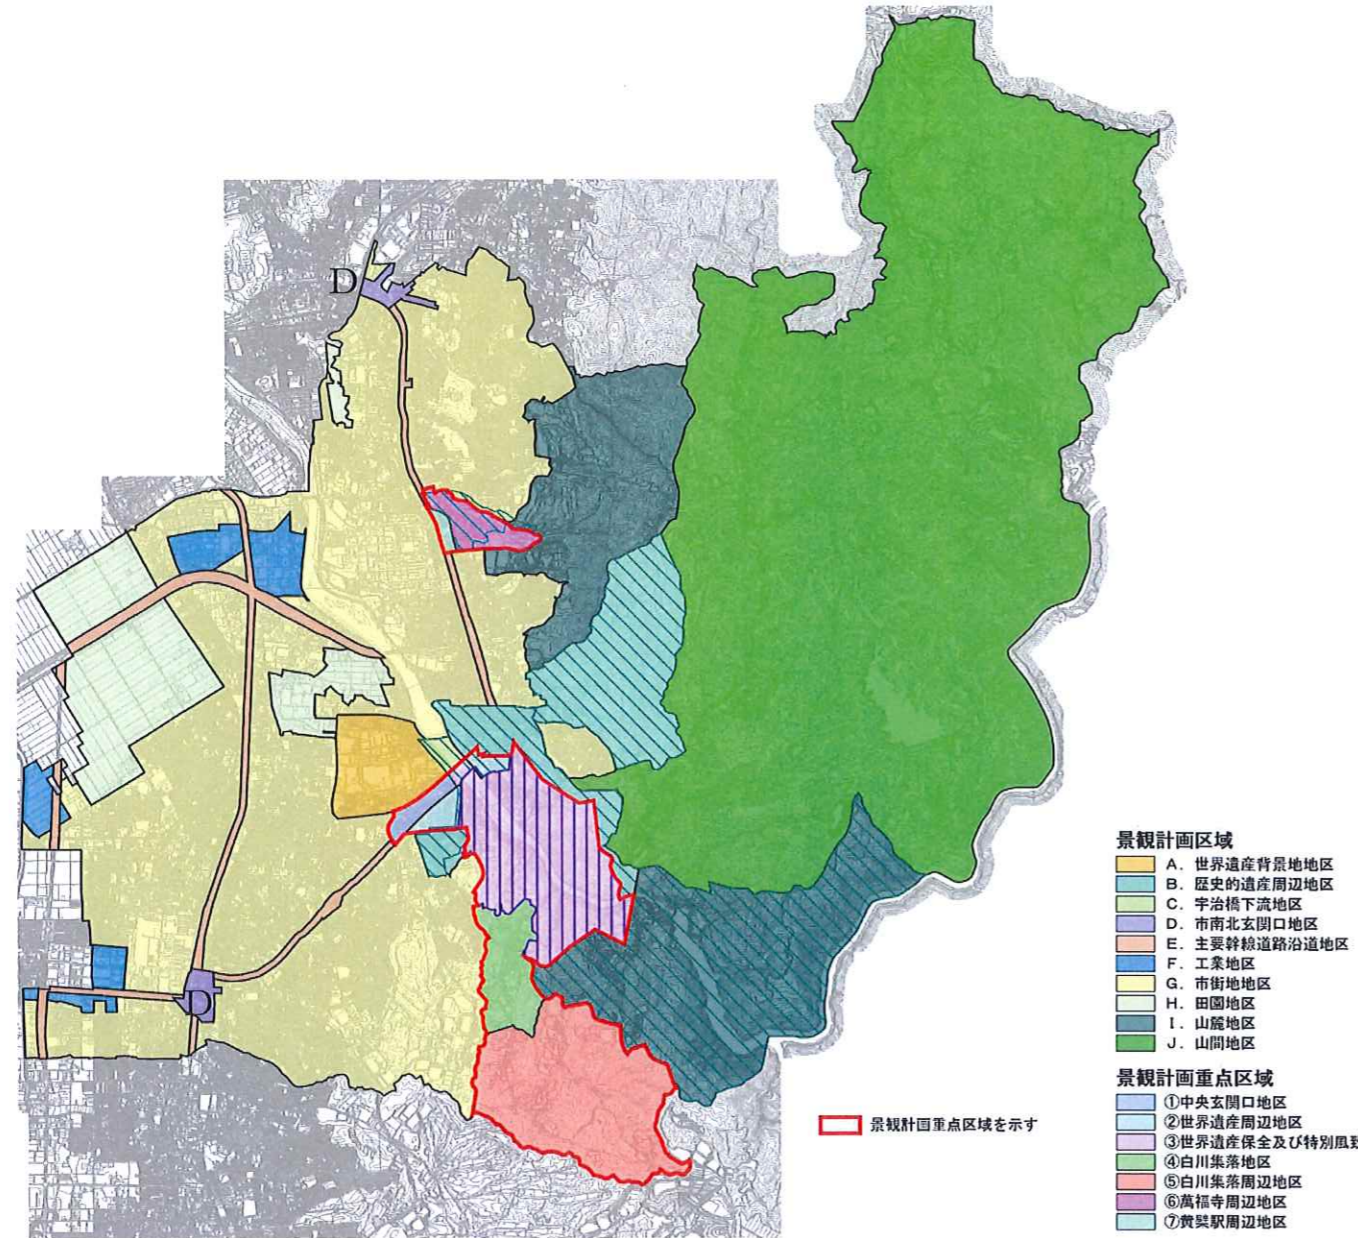 D
D
景観計画区域
A. 世界遺産背景地地区
B. 歴史的遺産周辺地区
C. 宇治橋下流地区
D. 市南北玄関口地区
E. 主要幹線道路沿道地区
F. 工業地区
G. 市街地地区
H. 田園地区
I. 山麓地区
J. 山間地区
景観計画重点区域
①中央玄関口地区
②世界遺産周辺地区
③世界遺産保全及び特別風致
④白川集落地区
⑤白川集落周辺地区
⑥萬福寺周辺地区
⑦黄檗駅周辺地区
景観計画重点区域を示す